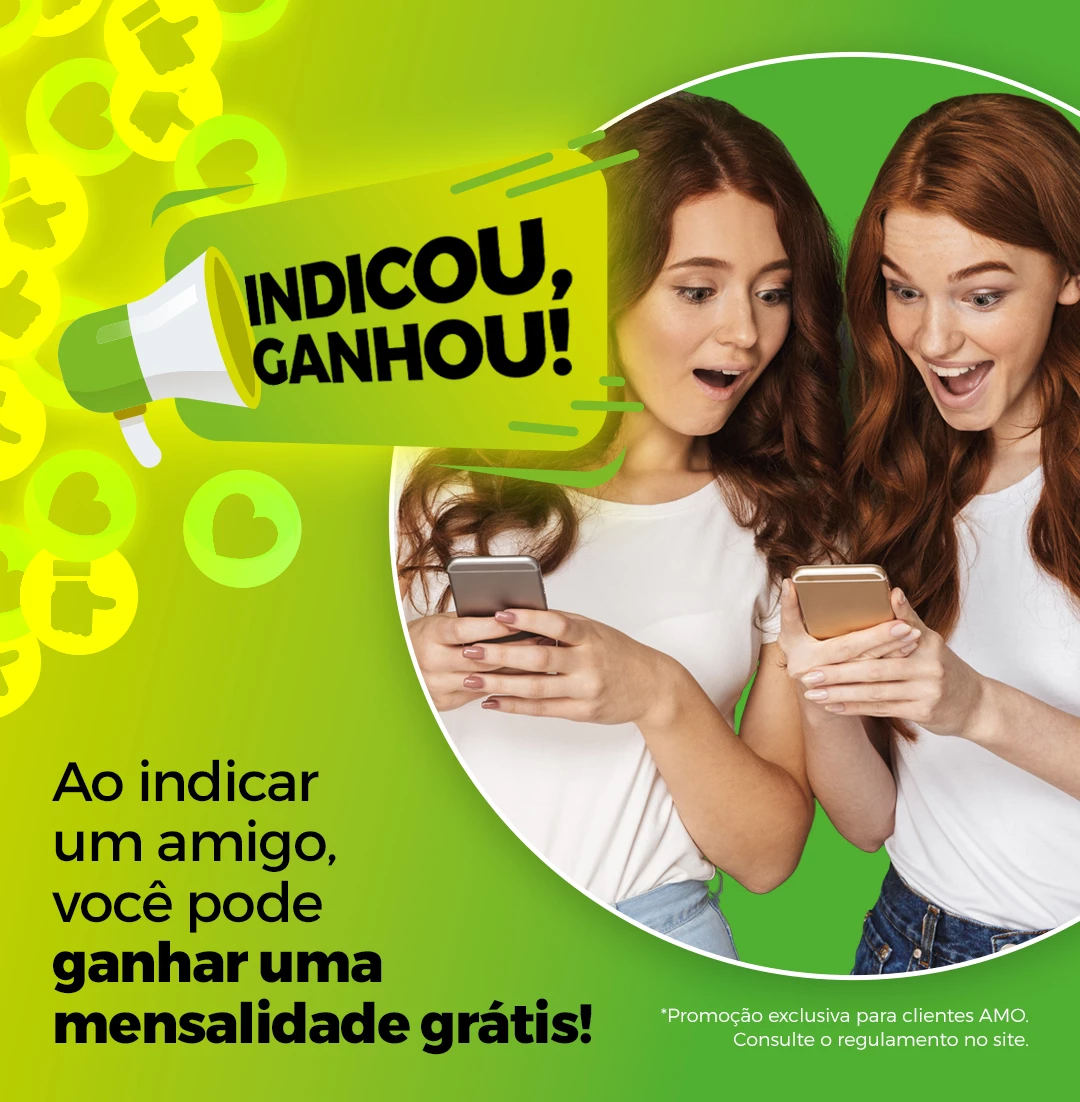 INDICOU,
GANHOU!
Ao indicar
um amigo,
você pode
ganhar uma
mensalidade grátis!
*Promoção exclusiva para clientes AMO.
Consulte o regulamento no site.